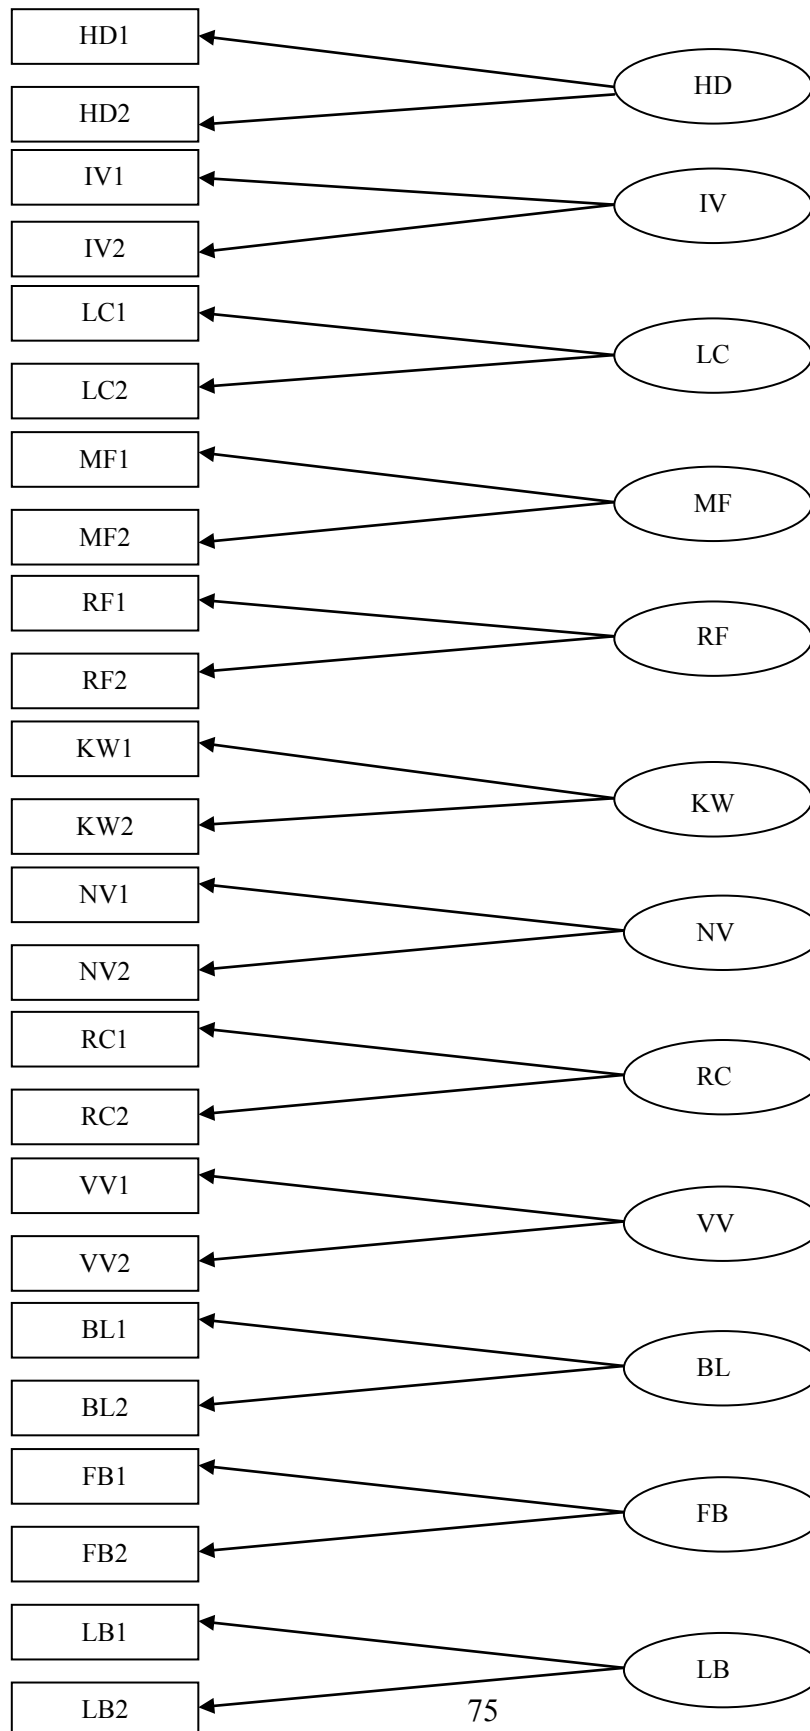 HD1
HD
HD2
IV1
IV
IV2
LC1
LC
LC2
MF1
MF
MF2
RF1
RF
RF2
KW1
KW
KW2
NV1
NV
NV2
RC1
RC
RC2
VV1
VV
VV2
BL1
BL
BL2
FB1
FB
FB2
LB1
LB
LB2
75